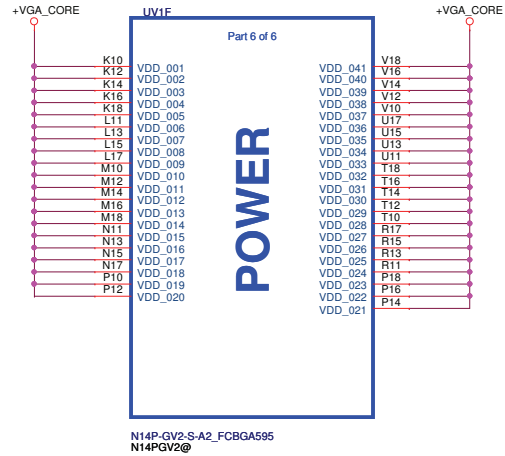 +VGA_CORE
UV1F
+VGA_CORE
Part 6 of 6
K10 VDD_001 VDD_041 V18
K12 VDD_002 VDD_040 V16
K14 VDD_003 VDD_039 V14
K16 VDD_004 VDD_038 V12
K18 VDD_005 VDD_037 V10
L11 VDD_006 VDD_036 U17
L13 VDD_007 VDD_035 U15
L15 VDD_008 VDD_034 U13
L17 VDD_009 VDD_033 U11
M10 VDD_010 VDD_032 T18
M12 VDD_011 VDD_031 T16
M14 VDD_012 VDD_030 T14
M16 VDD_013 VDD_029 T12
M18 VDD_014 VDD_028 T10
N11 VDD_015 VDD_027 R17
N13 VDD_016 VDD_026 R15
N15 VDD_017 VDD_025 R13
N17 VDD_018 VDD_024 R11
P10 VDD_019 VDD_023 P18
P12 VDD_020 VDD_022 P16
VDD_021 P14
POWER
N14P-GV2-S-A2_FCBGA595
N14PGV2@